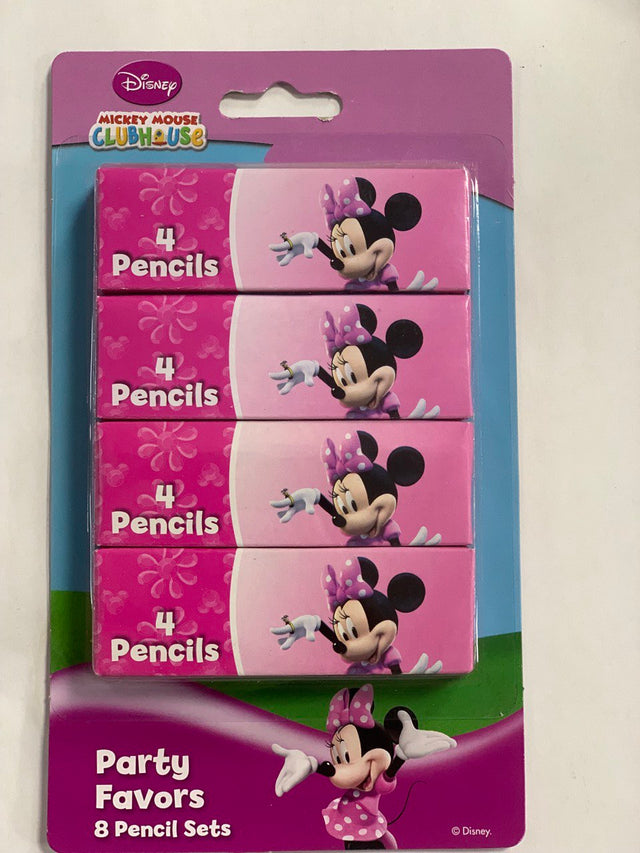 Disney
MICKEY MOUSE
CLUBHOUSE
4
Pencils
4
Pencils
4
Pencils
4
Pencils
Party
Favors
8 Pencil Sets
© Disney.